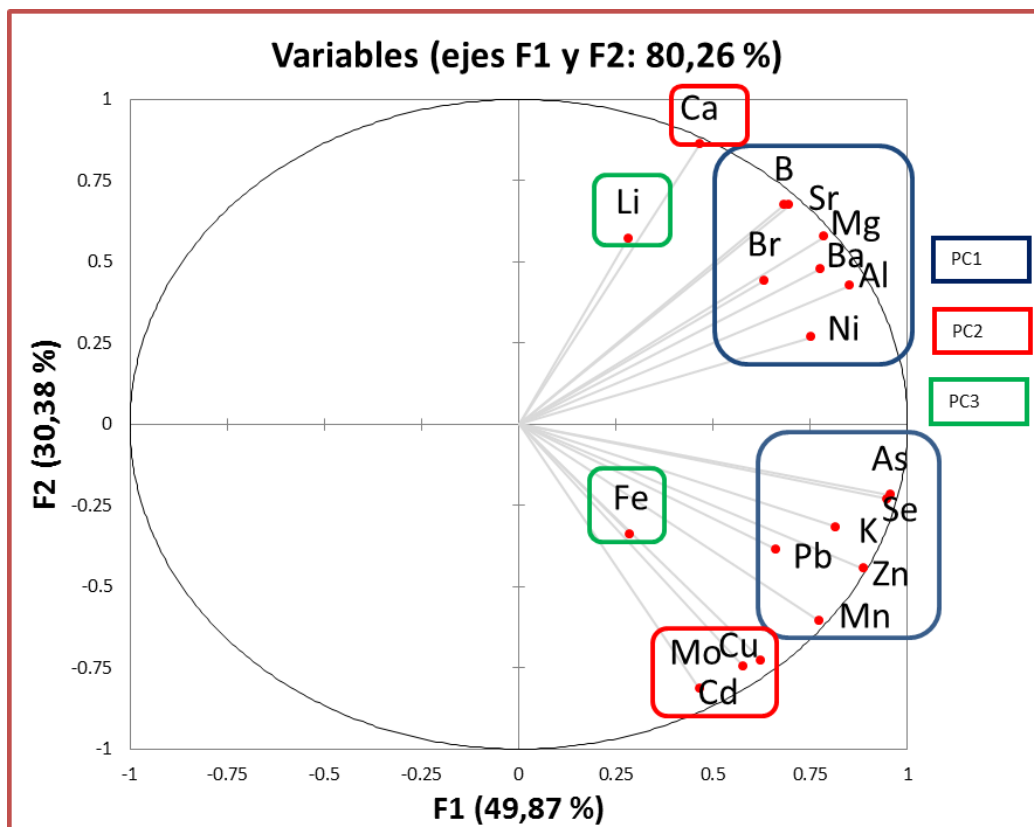 Variables (ejes F1 y F2: 80,26 %)
F2 (30,38 %)
1
0.75
0.5
0.25
0
-0.25
-0.5
-0.75
-1
Ca
Li
B
Sr
Mg
Br
Ba
Al
Ni
As
Se
Fe
K
Pb
Zn
Mn
Mo
Cu
Cd
-1
-0.75
-0.5
-0.25
0
0.25
0.5
0.75
1
F1 (49,87 %)
PC1
PC2
PC3